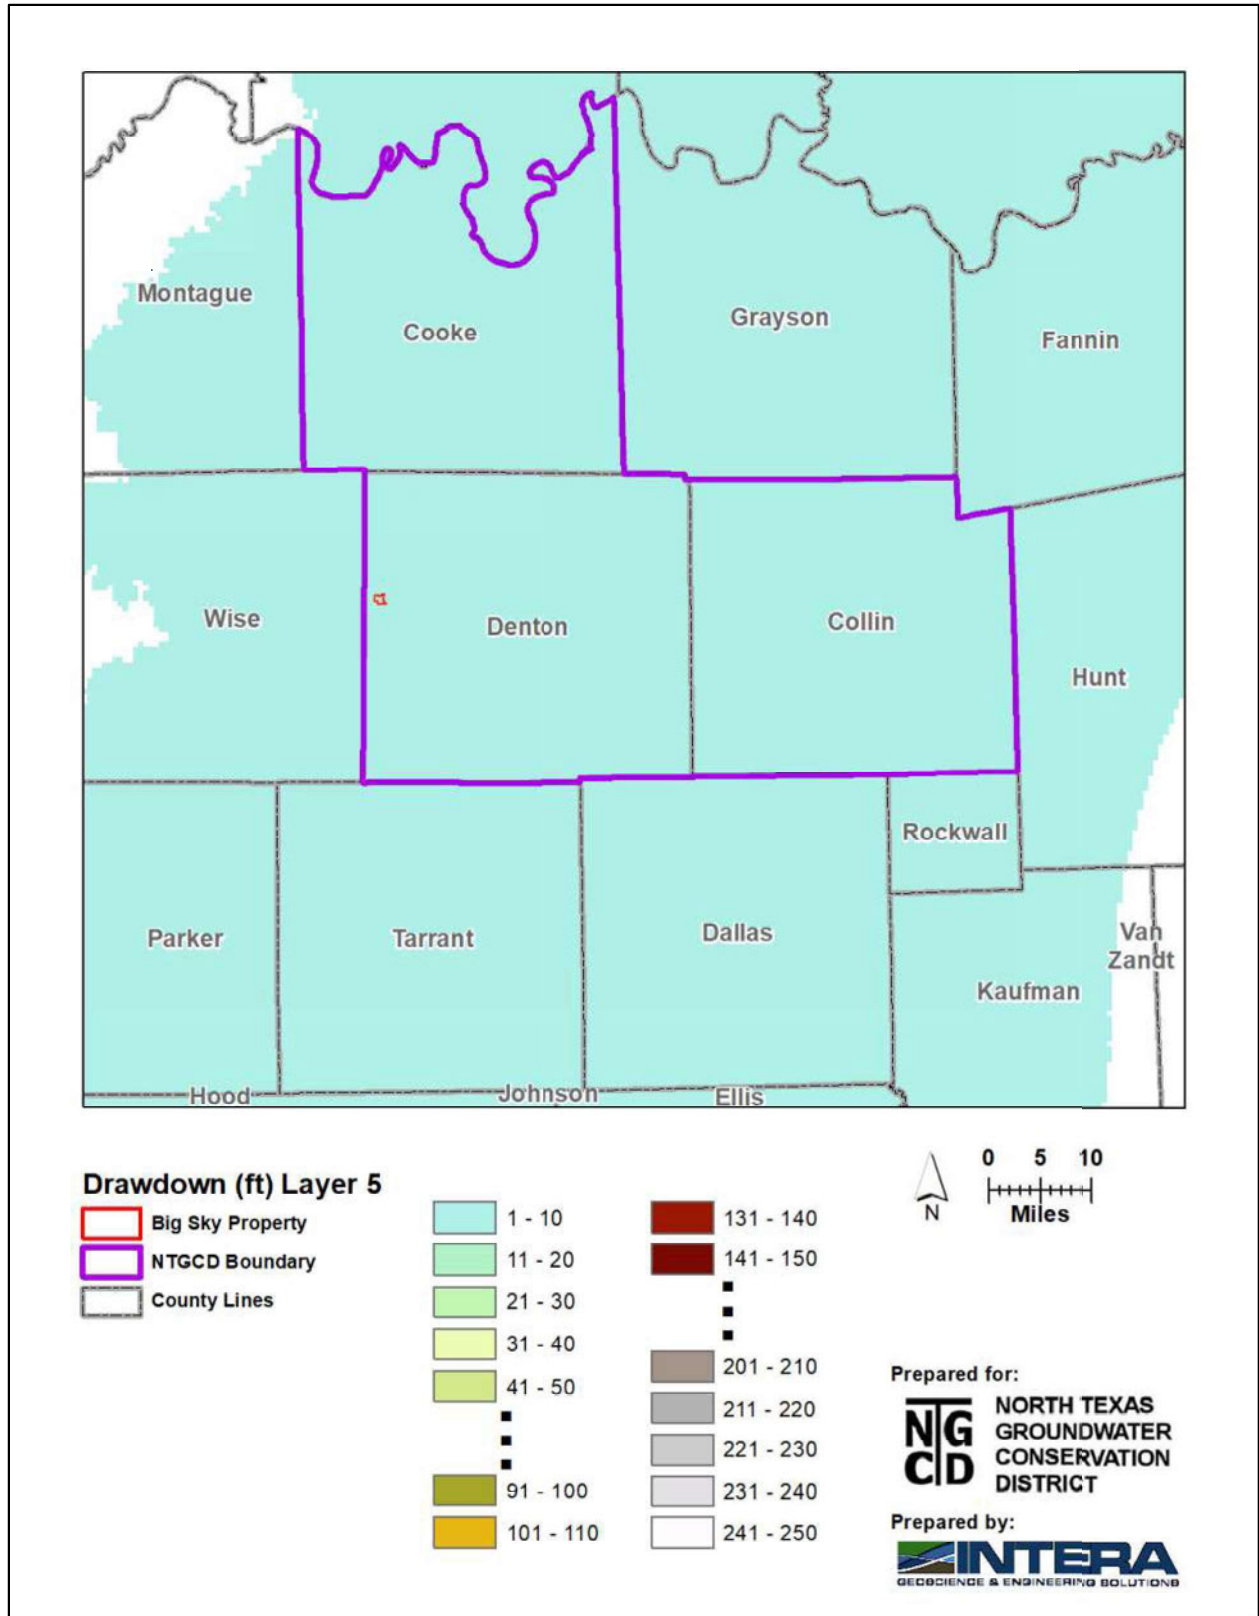 Montague
Cooke
Grayson
Fannin
Wise
Denton
Collin
Hunt
Rockwall
Parker
Tarrant
Dallas
Van
Zandt
Kaufman
Hood
Johnson
Ellis
Drawdown (ft) Layer 5
Big Sky Property
NTGCD Boundary
County Lines
1 - 10
11 - 20
21 - 30
31 - 40
41 - 50
91 - 100
101 - 110
131 - 140
141 - 150
201 - 210
211 - 220
221 - 230
231 - 240
241 - 250
N
0 5 10
Miles
Prepared for:
NTGCD
NORTH TEXAS
GROUNDWATER
CONSERVATION
DISTRICT
Prepared by:
INTERA
GEOSCIENCE & ENGINEERING SOLUTIONS